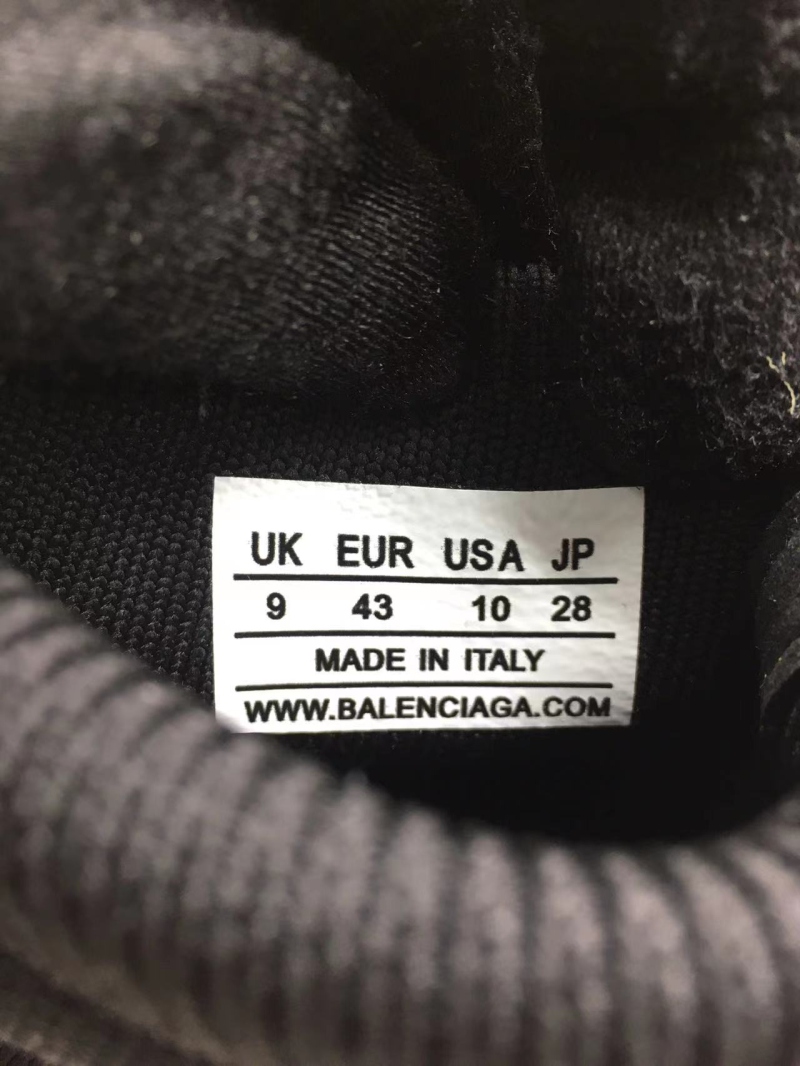 UK EUR USA JP
9 43 10 28
MADE IN ITALY
WWW.BALENCIAGA.COM